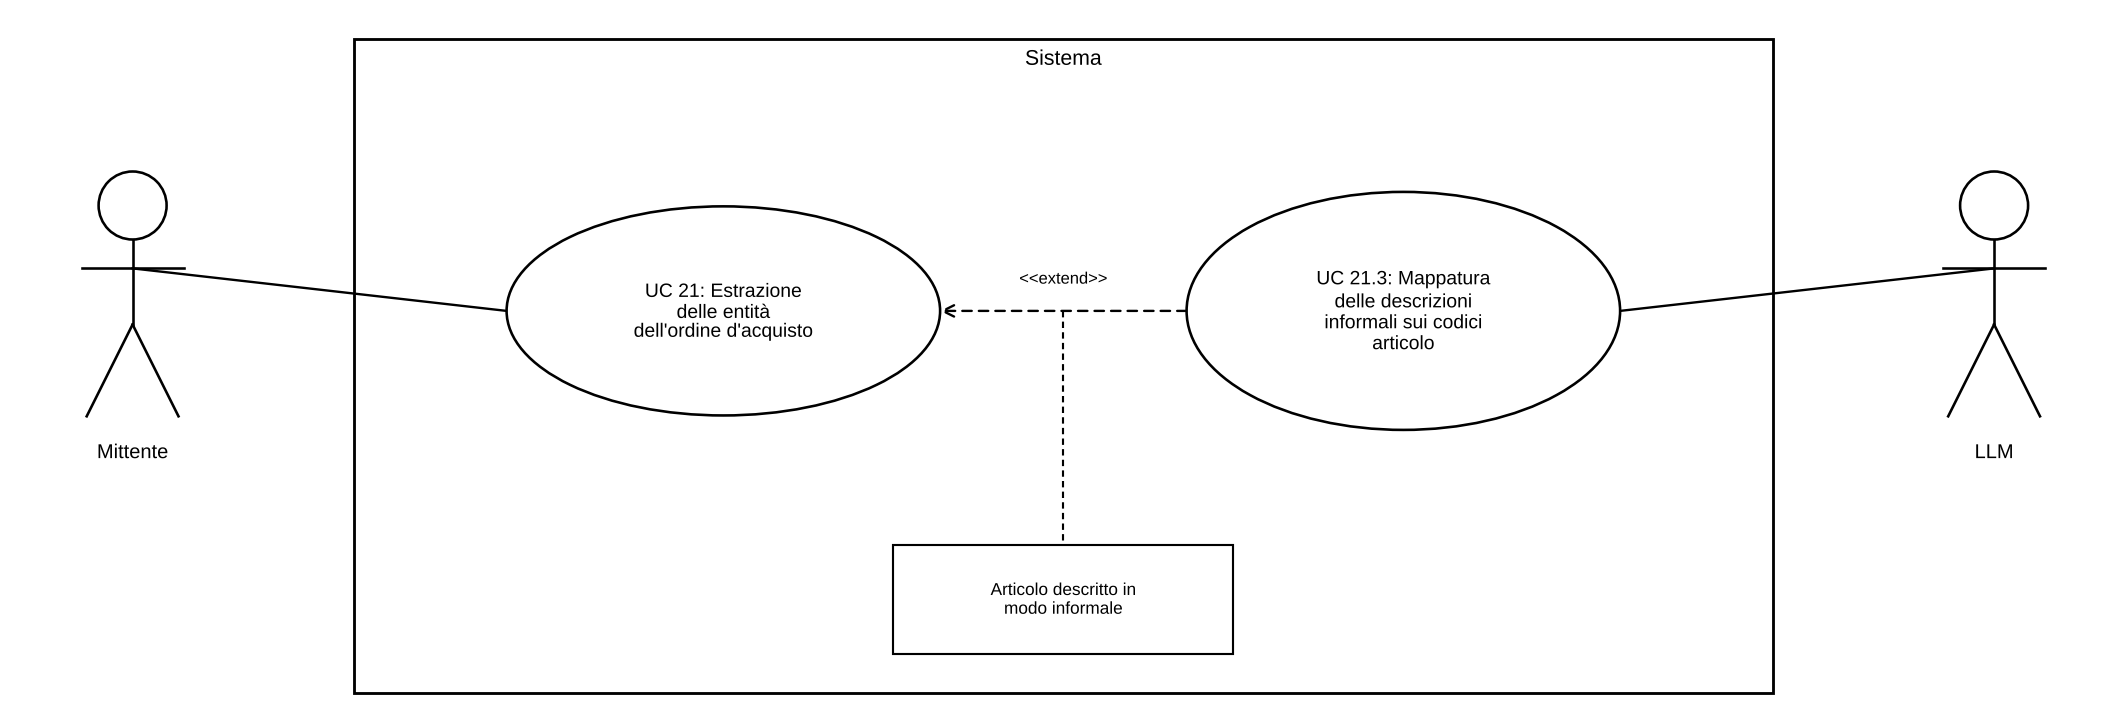 Sistema
UC 21: Estrazione
delle entità
dell'ordine d'acquisto
<<extend>>
UC 21.3: Mappatura
delle descrizioni
informali sui codici
articolo
Mittente
LLM
Articolo descritto in
modo informale